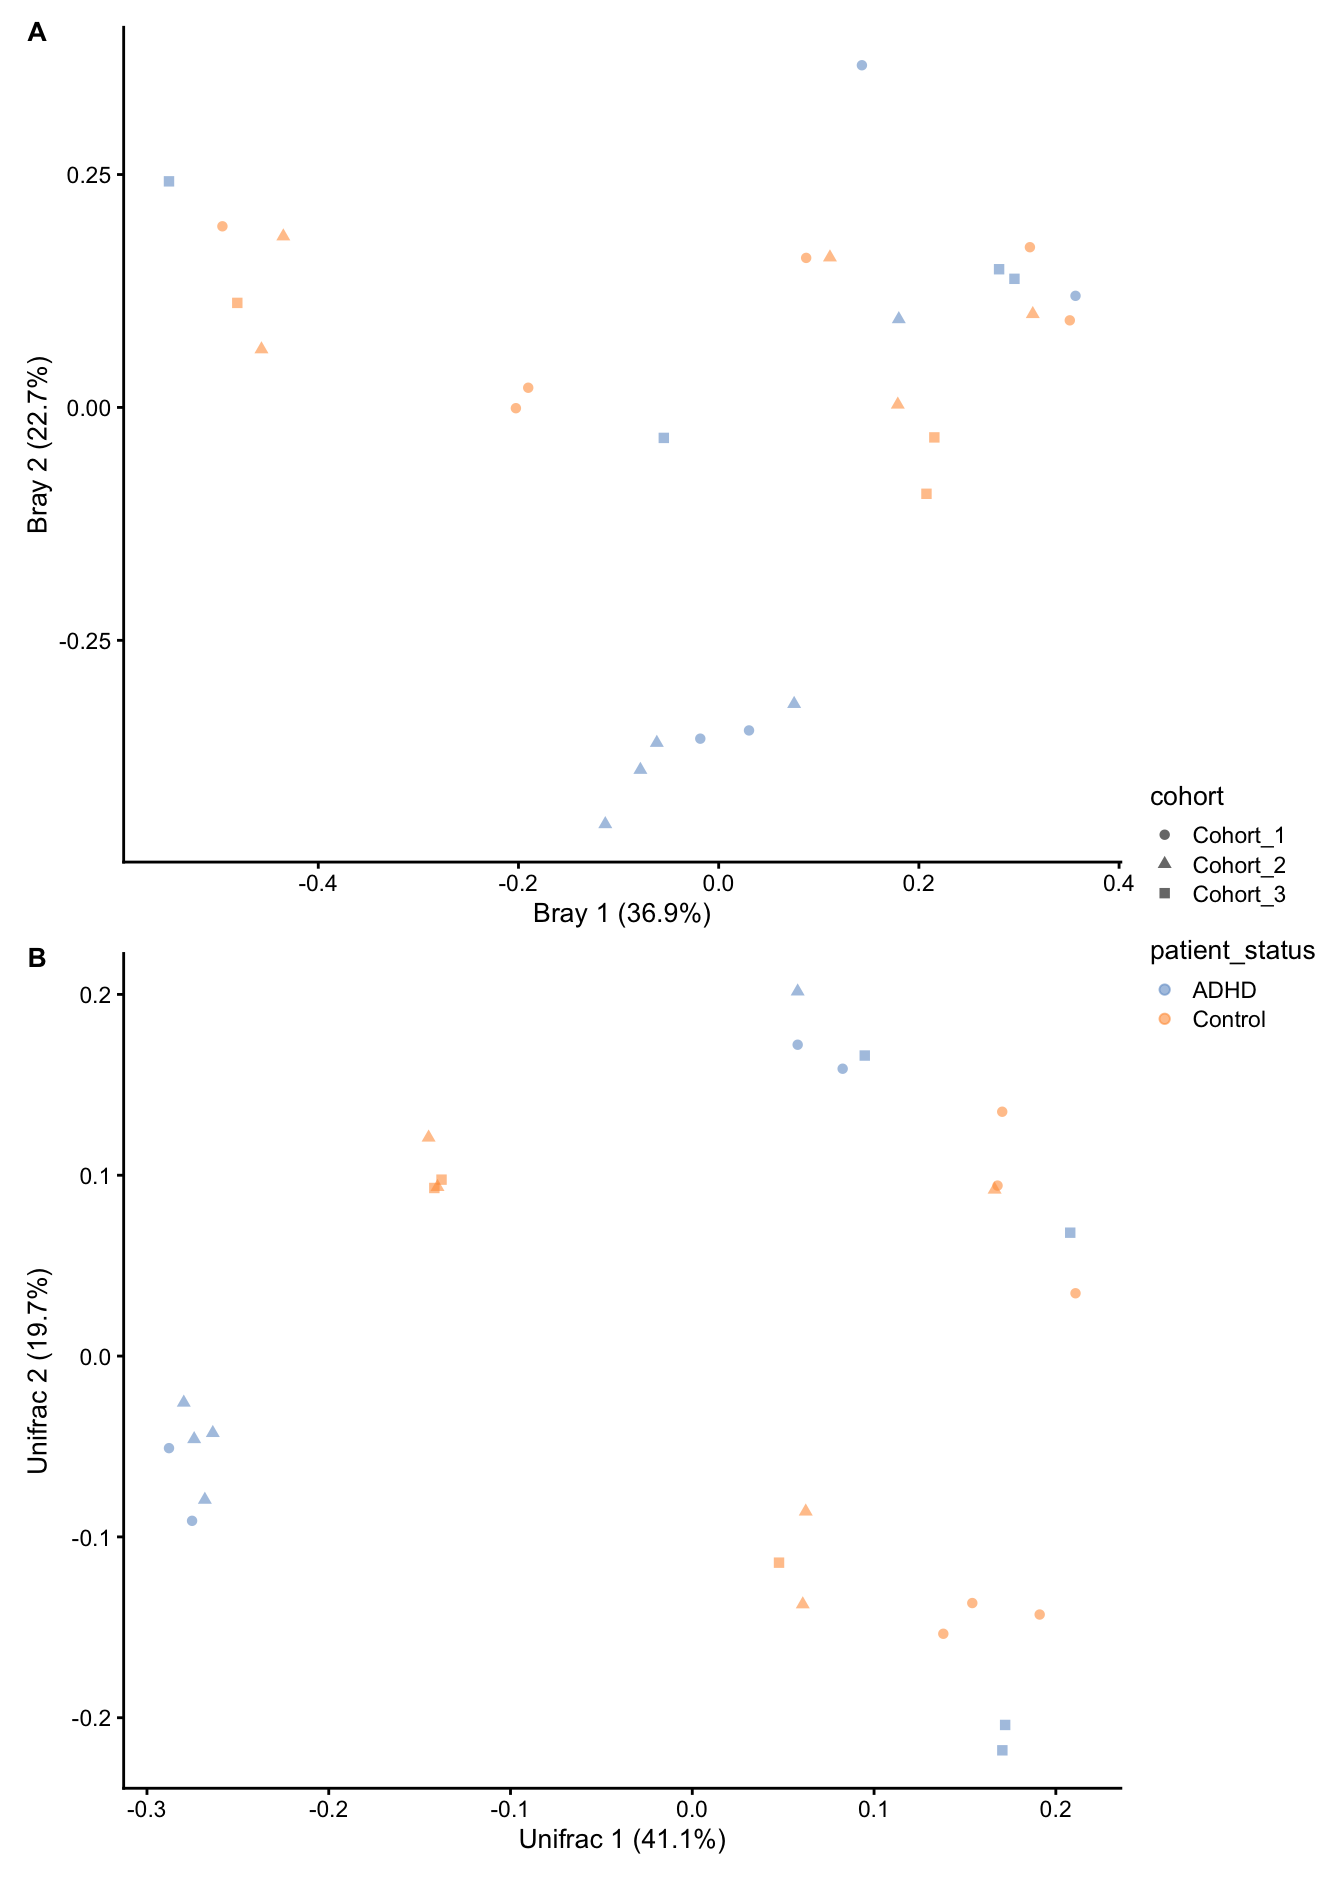 A
0.25
0.00
-0.25
Bray 2 (22.7%)
-0.4
-0.2
0.0
0.2
0.4
Bray 1 (36.9%)
cohort
Cohort_1
Cohort_2
Cohort_3
patient_status
ADHD
Control
B
0.2
0.1
0.0
-0.1
-0.2
Unifrac 2 (19.7%)
-0.3
-0.2
-0.1
0.0
0.1
0.2
Unifrac 1 (41.1%)